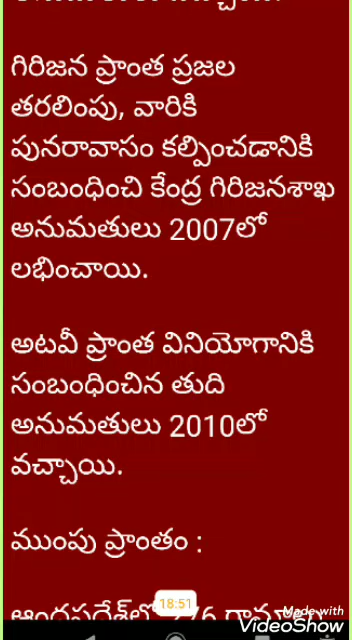 గిరిజన ప్రాంత ప్రజల
తరలింపు, వారికి
పునరావాసం కల్పించడానికి
సంబంధించి కేంద్ర గిరిజనశాఖ
అనుమతులు 2007లో
లభించాయి.
అటవీ ప్రాంత వినియోగానికి
సంబంధించిన తుది
అనుమతులు 2010లో
వచ్చాయి.
ముంపు ప్రాంతం :
18:51
Made with
VideoShow